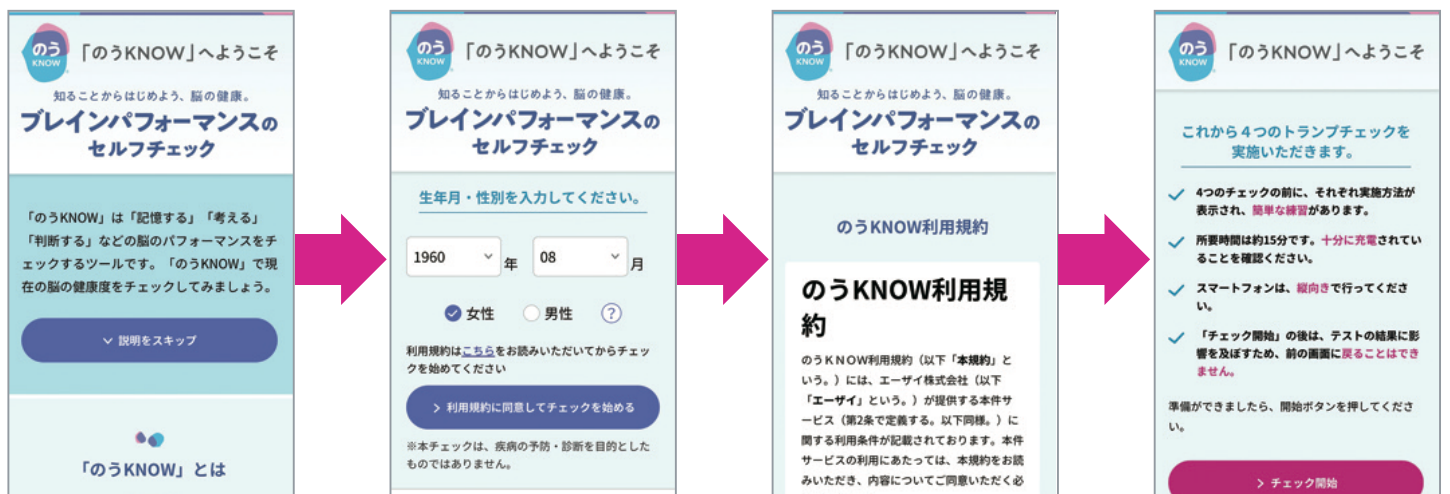 のう
KNOW
「のうKNOW」へようこそ
知ることからはじめよう、脳の健康。
ブレインパフォーマンスの
セルフチェック
「のうKNOW」は「記憶する」「考える」
「判断する」などの脳のパフォーマンスをチ
ェックするツールです。「のうKNOW」で現
在の脳の健康度をチェックしてみましょう。
説明をスキップ
「のうKNOW」とは
のう
KNOW
「のうKNOW」へようこそ
知ることからはじめよう、脳の健康。
ブレインパフォーマンスの
セルフチェック
生年月・性別を入力してください。
1960 年 08 月
女性 男性 ?
利用規約はこちらをお読みいただいてからチェッ
クを始めてください
> 利用規約に同意してチェックを始める
※本チェックは、疾病の予防・診断を目的とした
ものではありません。
のう
KNOW
「のうKNOW」へようこそ
知ることからはじめよう、脳の健康。
ブレインパフォーマンスの
セルフチェック
のうKNOW利用規約
のうKNOW利用規
約
のうKNOW利用規約（以下「本規約」と
いう。）には、エーザイ株式会社（以下
「エーザイ」という。）が提供する本件サ
ービス（第2条で定義する。以下同様。）に
関する利用条件が記載されております。本件
サービスの利用にあたっては、本規約をお読
みいただき、内容についてご同意いただく必
のう
KNOW
「のうKNOW」へようこそ
これから４つのトランプチェックを
実施いただきます。
4つのチェックの前に、それぞれ実施方法が
表示され、簡単な練習があります。
所要時間は約15分です。十分に充電されてい
ることを確認ください。
スマートフォンは、縦向きで行ってくださ
い。
「チェック開始」の後は、テストの結果に影
響を及ぼすため、前の画面に戻ることはでき
ません。
準備ができましたら、開始ボタンを押してくださ
い。
> チェック開始